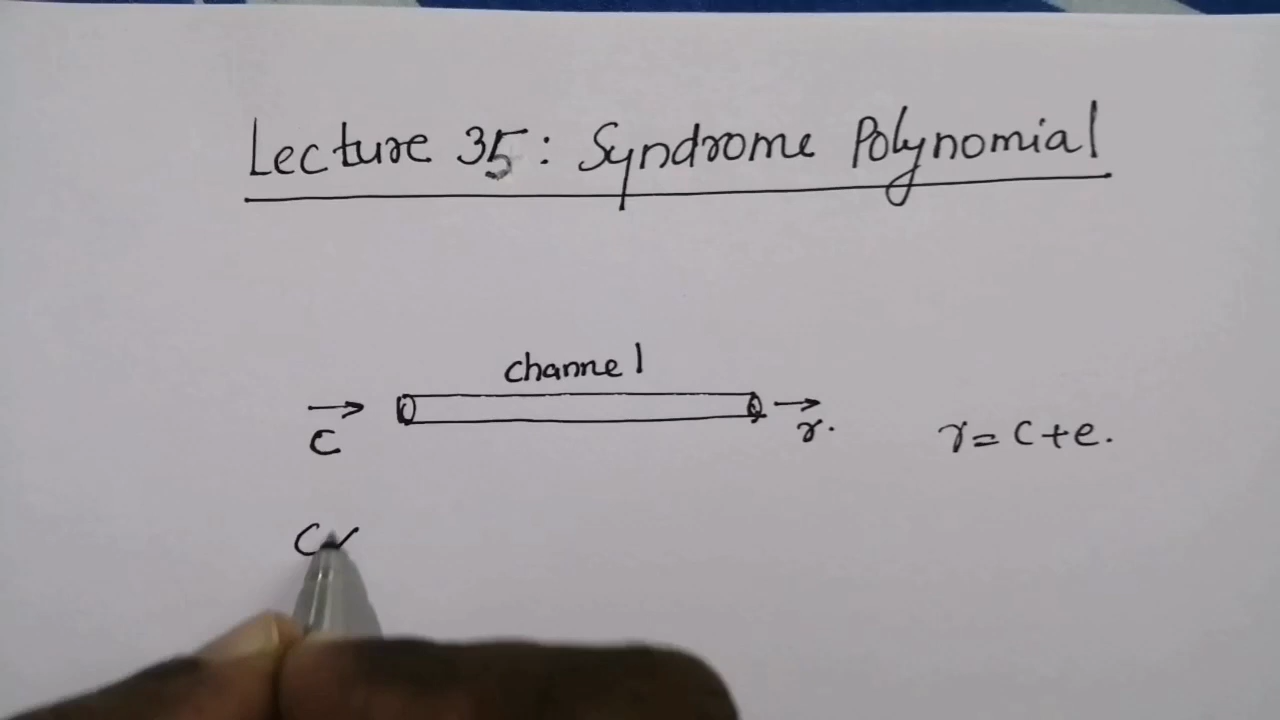 Lecture 35: Syndrome Polynomial
channel
c
r.
r = c + e.
C